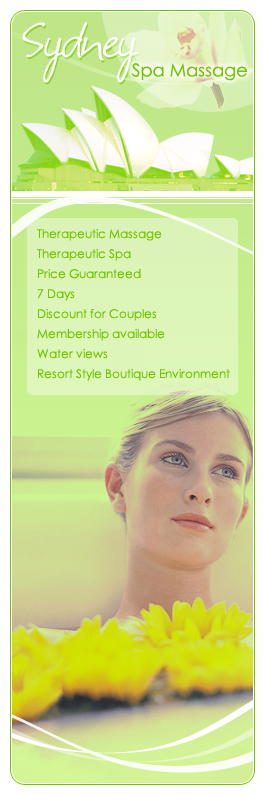 Sydney
Spa Massage
Therapeutic Massage
Therapeutic Spa
Price Guaranteed
7 Days
Discount for Couples
Membership available
Water views
Resort Style Boutique Environment